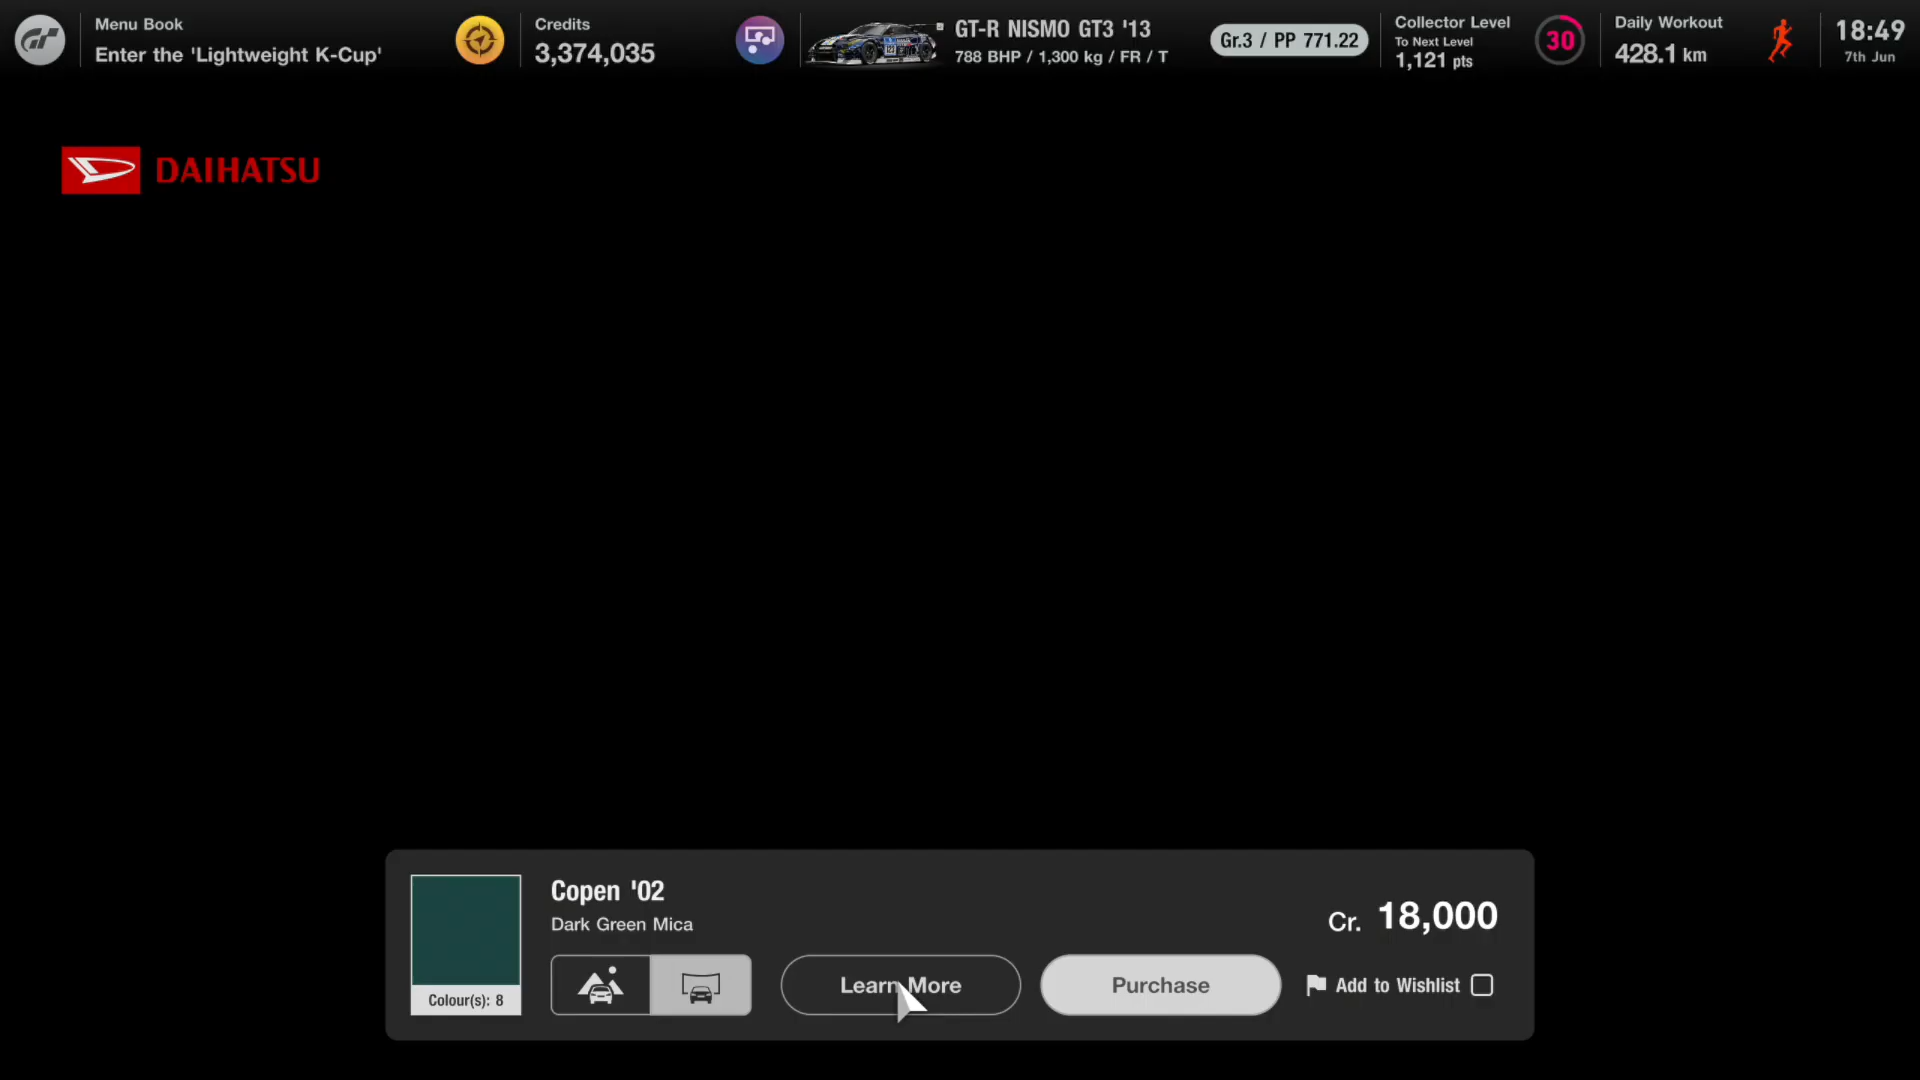 Menu Book
Enter the 'Lightweight K-Cup'
Credits
3,374,035
GT-R NISMO GT3 '13
788 BHP / 1,300 kg / FR / T
Gr.3 / PP 771.22
Collector Level
To Next Level
1,121 pts
30
Daily Workout
428.1 km
18:49
7th Jun
DAIHATSU
Copen '02
Dark Green Mica
Colour(s): 8
Learn More
Purchase
Cr. 18,000
Add to Wishlist